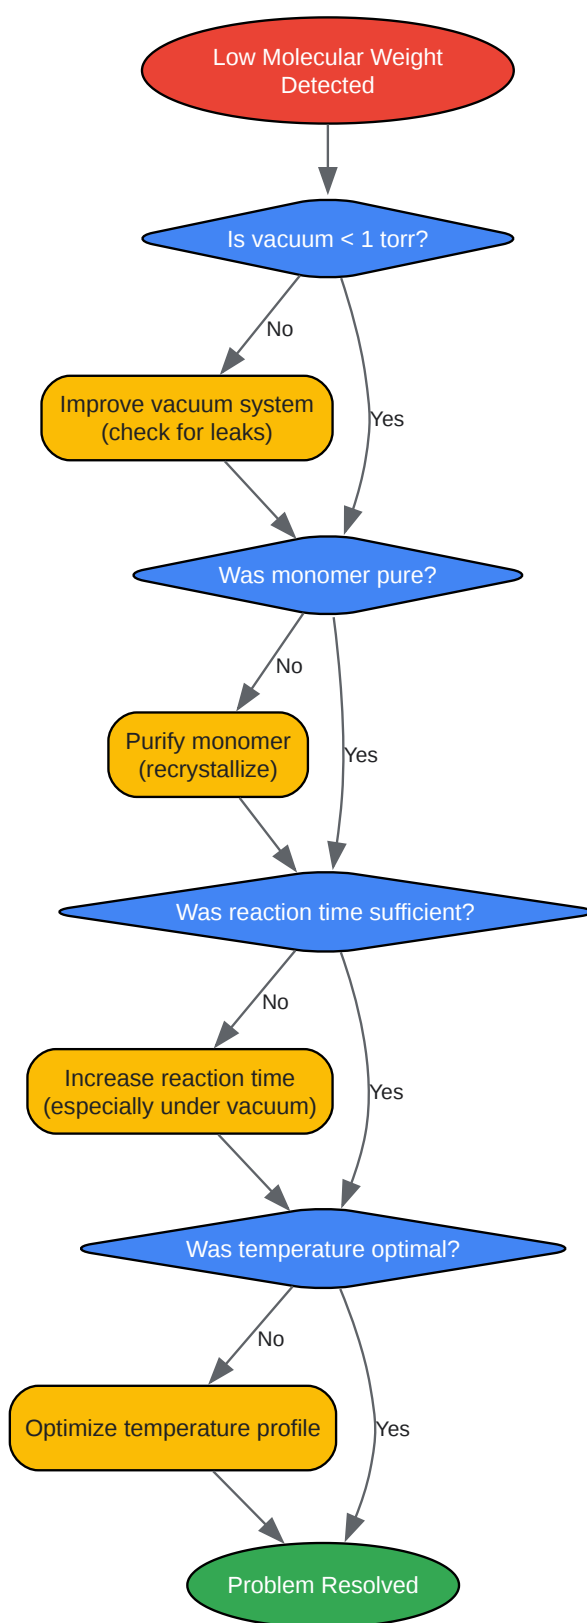 Low Molecular Weight
Detected
Is vacuum < 1 torr?
No
Improve vacuum system
(check for leaks)
Yes
Was monomer pure?
No
Purify monomer
(recrystallize)
Yes
Was reaction time sufficient?
No
Increase reaction time
(especially under vacuum)
Yes
Was temperature optimal?
No
Optimize temperature profile
Yes
Problem Resolved